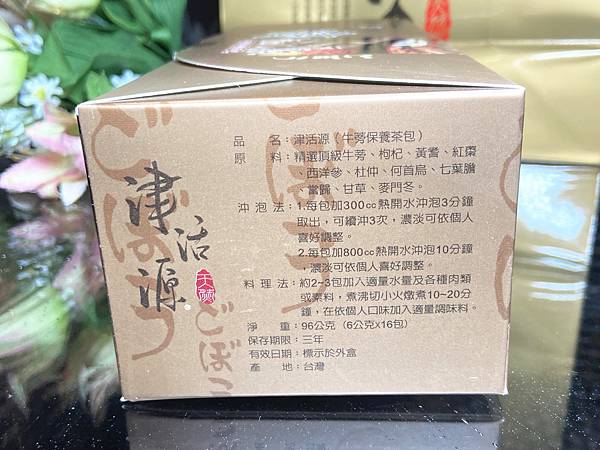 品名：津活源（牛蒡保養茶包）
原料：精選頂級牛蒡、枸杞、黃耆、紅棗
、西洋參、杜仲、何首烏、七葉膽
、當歸、甘草、麥門冬。
沖泡法：1.每包加300cc熱開水沖泡3分鐘
取出，可續沖3次，濃淡可依個人
喜好調整。
2.每包加800cc熱開水沖泡10分鐘
，濃淡可依個人喜好調整。
料理法：約2~3包加入適量水量及各種肉類
或素料，煮沸切小火燉煮10~20分
鐘，在依個人口味加入適量調味料。
淨重：96公克（6公克x16包）
保存期限：三年
有效日期：標示於外盒
產地：台灣
津活源
ごぼう
ごぼう